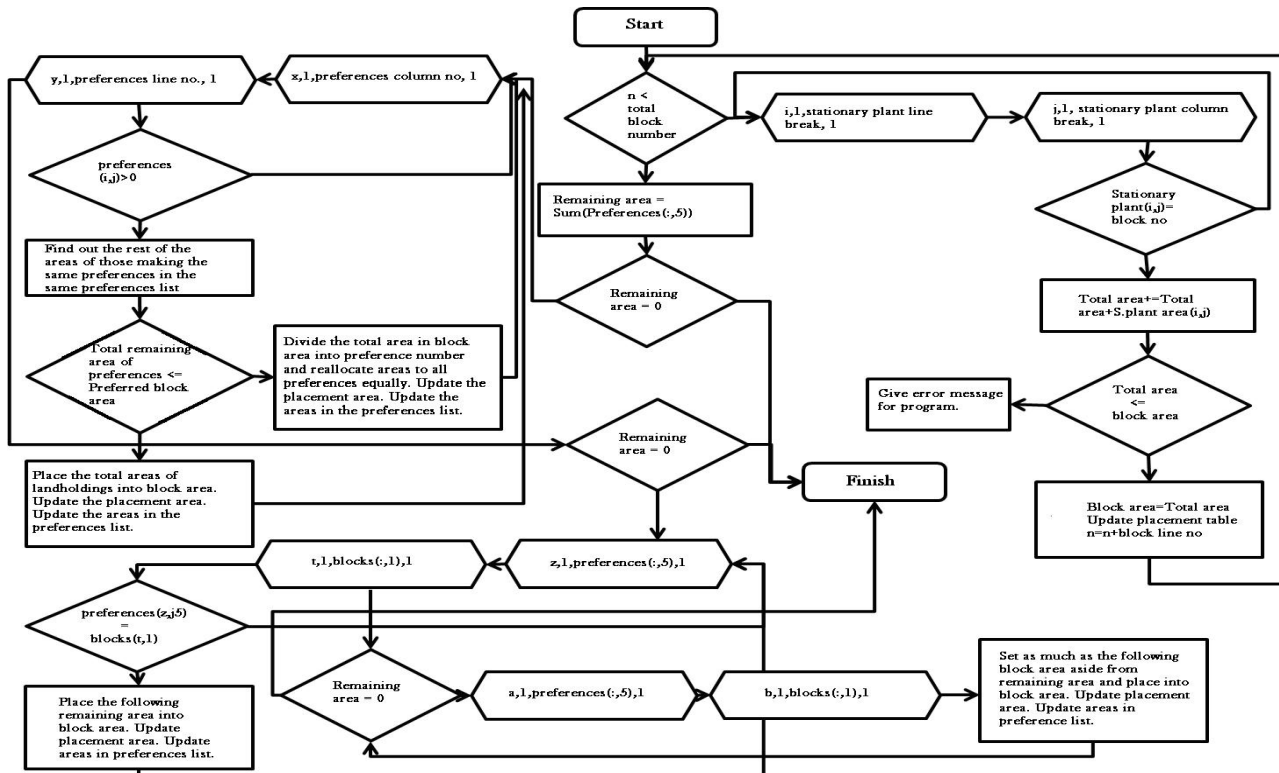 Start
y,1,preferences line no., 1
x,1,preferences column no, 1
n <
total
block
number
i,1,stationary plant line
break, 1
j,1, stationary plant column
break, 1
preferences
(i,j)>0
Remaining area =
Sum(Preferences(:,5))
Stationary
plant(i,j)=
block no
Find out the rest of the
areas of those making the
same preferences in the
same preferences list
Remaining
area = 0
Total area+=Total
area+S.plant area(i,j)
Total remaining
area of
preferences <=
Preferred block
area
Divide the total area in block
area into preference number
and reallocate areas to all
preferences equally. Update the
placement area. Update the
areas in the preferences list.
Give error message
for program.
Total area
<=
block area
Remaining
area = 0
Place the total areas of
landholdings into block area.
Update the placement area.
Update the areas in the
preferences list.
Finish
Block area=Total area
Update placement table
n=n+block line no
t,1,blocks(:,1),1
z,1,preferences(:,5),1
preferences(z,j5)
=
blocks(t,1)
Remaining
area = 0
a,1,preferences(:,5),1
b,1,blocks(:,1),1
Set as much as the following
block area aside from
remaining area and place into
block area. Update placement
area. Update areas in
preference list.
Place the following
remaining area into
block area. Update
placement area. Update
areas in preferences list.